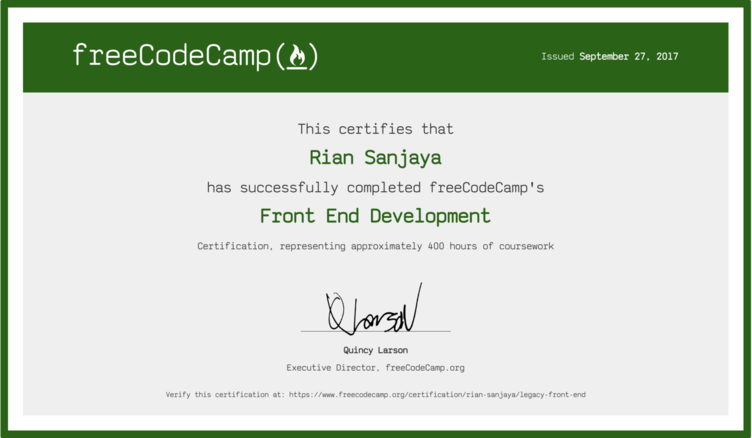 freeCodeCamp(🔥)
Issued September 27, 2017
This certifies that
Rian Sanjaya
has successfully completed freeCodeCamp's
Front End Development
Certification, representing approximately 400 hours of coursework
Q Larson
Quincy Larson
Executive Director, freeCodeCamp.org
Verify this certification at: https://www.freecodecamp.org/certification/rian-sanjaya/legacy-front-end